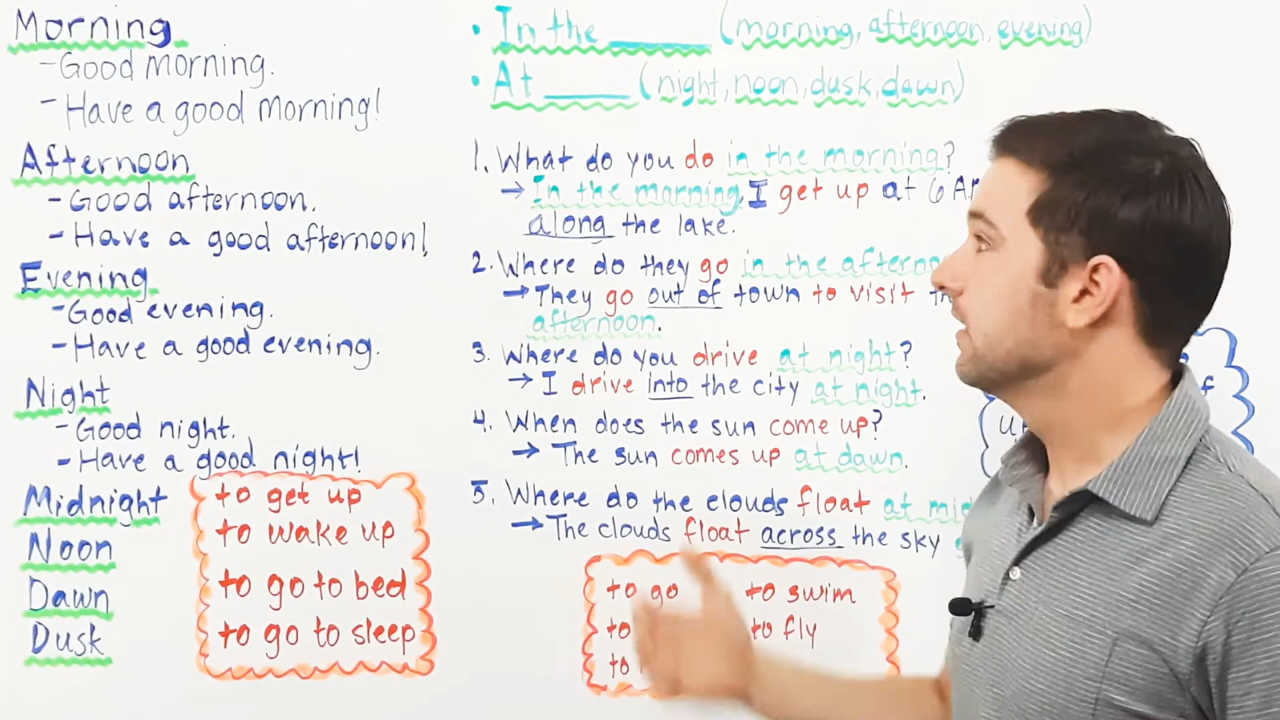 Morning
- Good morning.
- Have a good morning!
Afternoon
- Good afternoon.
- Have a good afternoon!
Evening
- Good evening.
- Have a good evening.
Night
- Good night.
- Have a good night!
Midnight
Noon
Dawn
Dusk
to get up
to wake up
to go to bed
to go to sleep
• In the ______ (morning, afternoon, evening)
• At ______ (night, noon, dusk, dawn)
1. What do you do in the morning?
→ In the morning, I get up at 6 A
along the lake.
2. Where do they go in the
→ They go out of town to visit
afternoon.
3. Where do you drive at night?
→ I drive into the city at night.
4. When does the sun come up?
→ The sun comes up at dawn.
5. Where do the clouds float at
→ The clouds float across the sky
to go
to
to
to swim
to fly